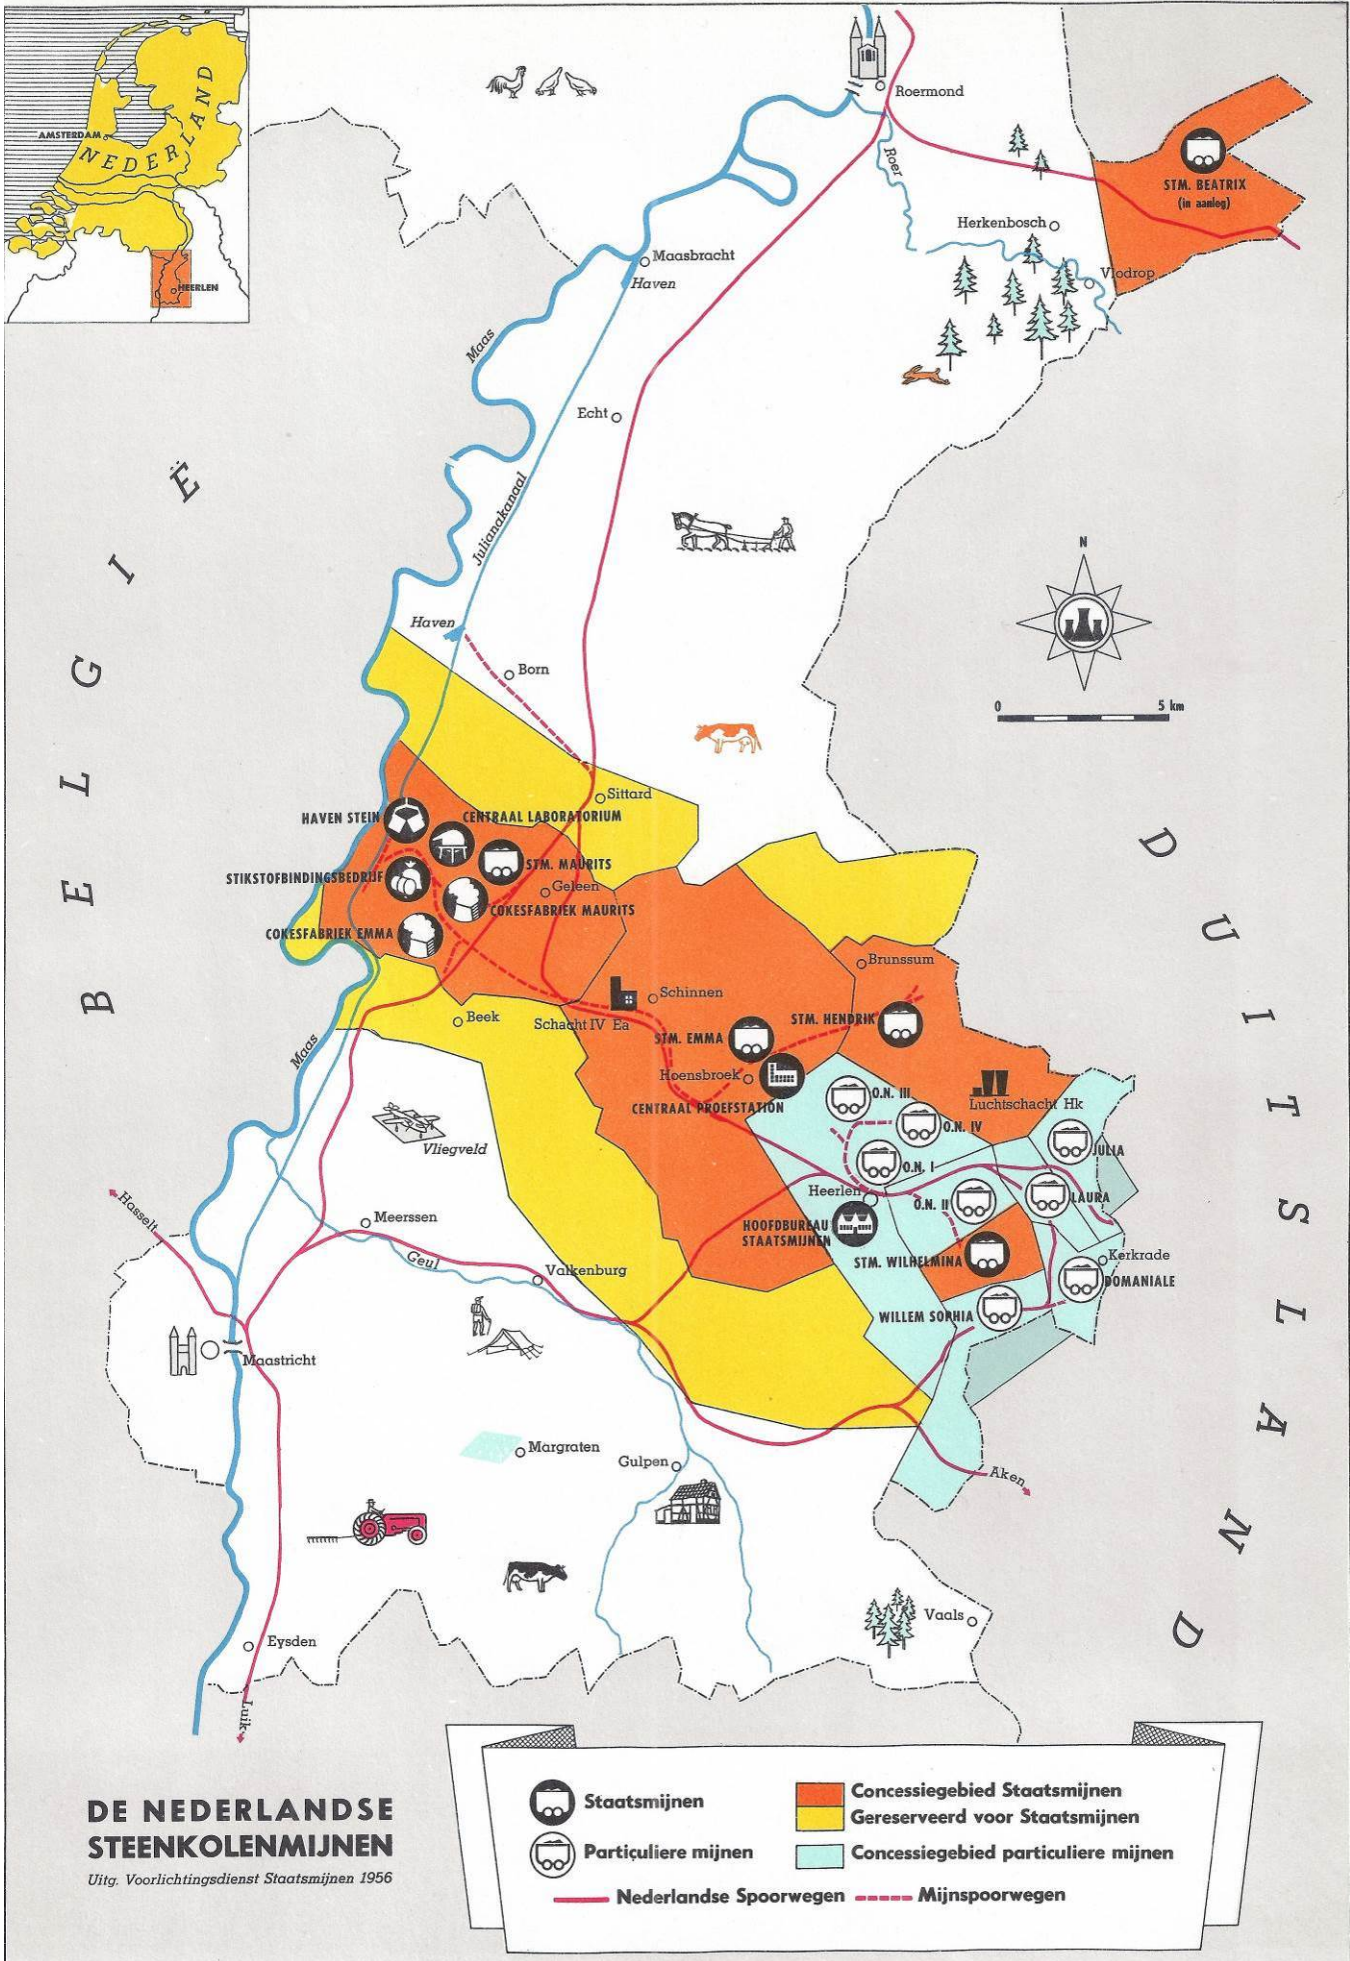 AMSTERDAM
NEDERLAND
HEERLEN
Roermond
Roer
STM. BEATRIX
(in aanleg)
Herkenbosch
Vlodrop
Maasbracht
Haven
Maas
Echt
Julianakanaal
BELGIË
N
0 5 km
Haven
Born
Sittard
HAVEN STEIN
CENTRAAL LABORATORIUM
STM. MAURITS
STIKSTOFBINDINGSBEDRIJF
Geleen
COKESFABRIEK MAURITS
COKESFABRIEK EMMA
DUITSLAND
Brunssum
Schinnen
Beek
Schacht IV Ea
STM. HENDRIK
STM. EMMA
Maas
Hoensbroek
CENTRAAL PROEFSTATION
O.N. III
Luchtschacht Hk
O.N. IV
Vliegveld
JULIA
O.N. I
Heerlen
Hasselt
O.N. II
LAURA
Meerssen
HOOFDBUREAU
STAATSMIJNEN
Geul
STM. WILHELMINA
Kerkrade
Valkenburg
DOMANIALE
WILLEM SOPHIA
Maastricht
Margraten
Gulpen
Aken
Vaals
Eysden
Luik
DE NEDERLANDSE
STEENKOLENMIJNEN
Uitg. Voorlichtingsdienst Staatsmijnen 1956
Staatsmijnen
Particuliere mijnen
Concessiegebied Staatsmijnen
Gereserveerd voor Staatsmijnen
Concessiegebied particuliere mijnen
Nederlandse Spoorwegen
Mijnspoorwegen